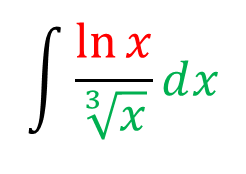 ∫ ln x / ∛x dx